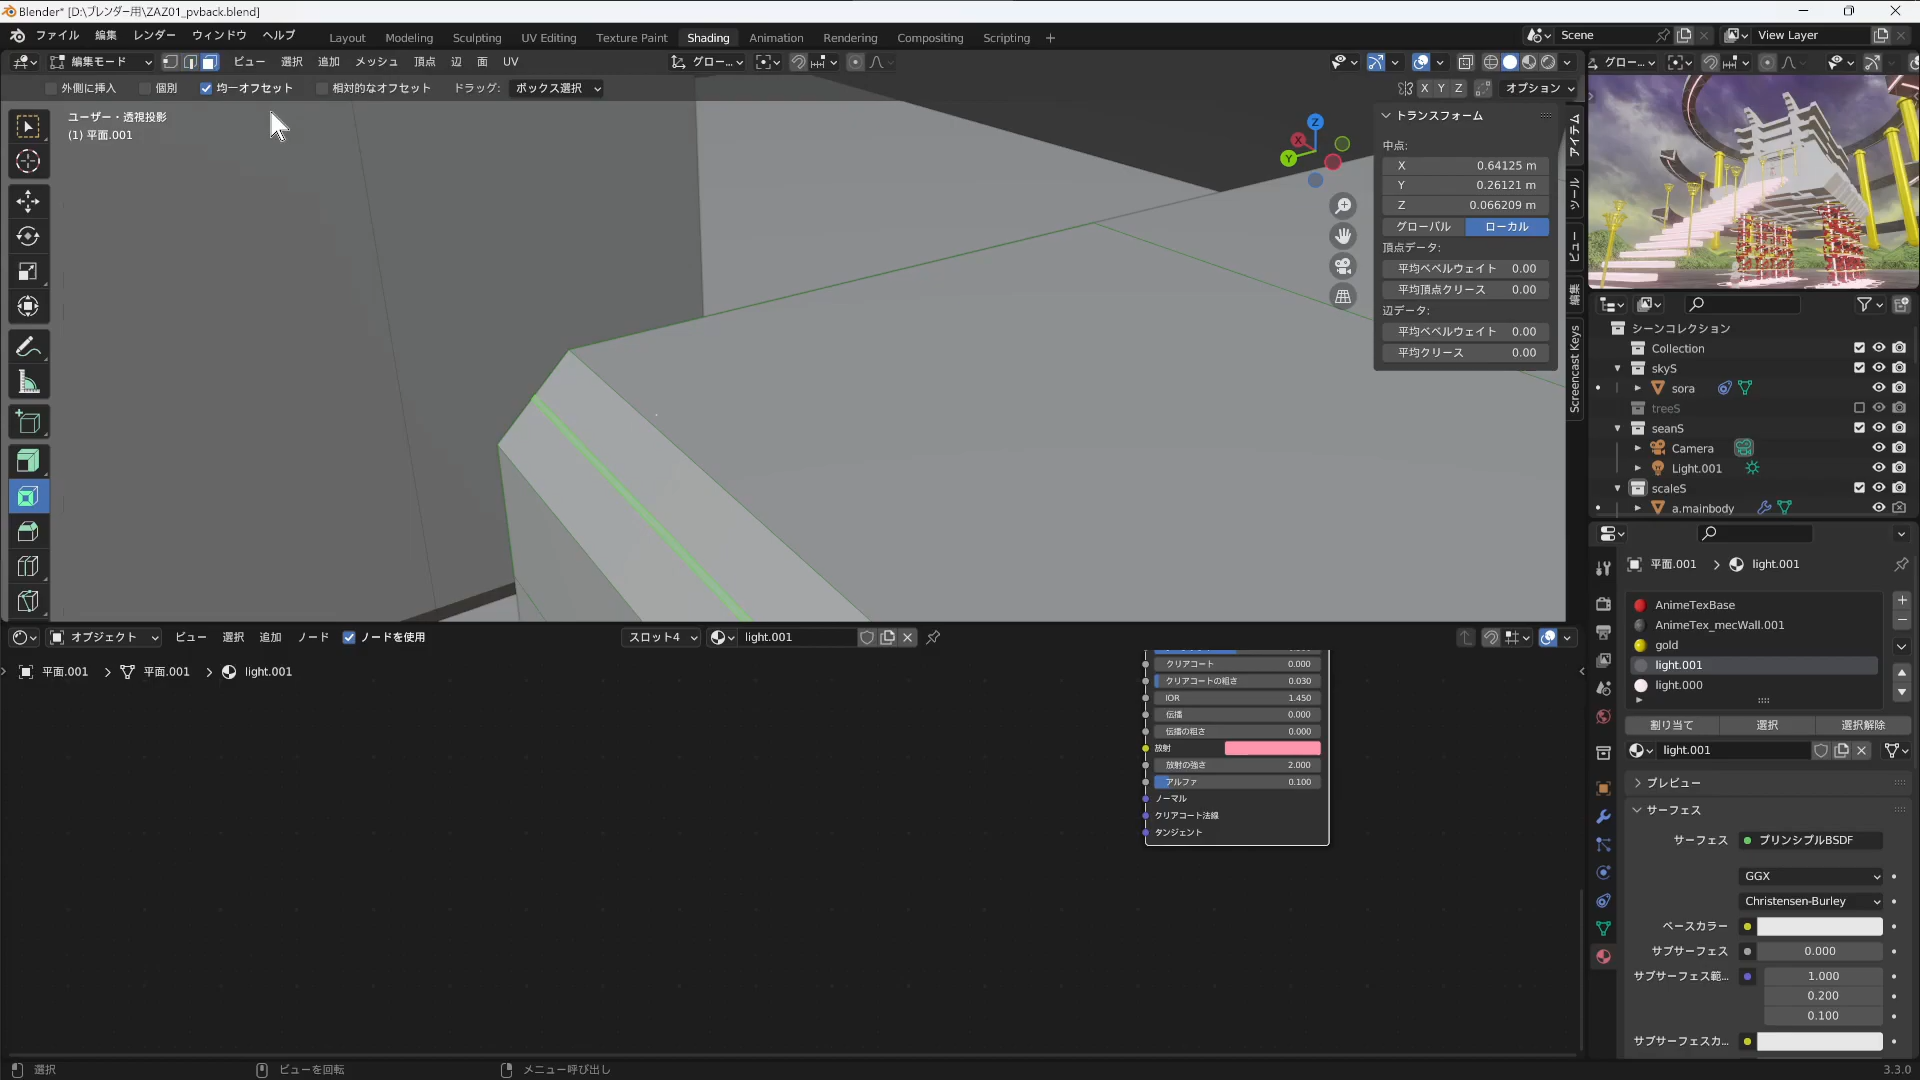 Blender* [D:\ブレンダー用\ZAZ01_pvback.blend]
ファイル 編集 レンダー ウィンドウ ヘルプ Layout Modeling Sculpting UV Editing Texture Paint Shading Animation Rendering Compositing Scripting + Scene View Layer
編集モード ビュー 選択 追加 メッシュ 頂点 辺 面 UV グロー... グロー...
外側に挿入 個別 均一オフセット 相対的なオフセット ドラッグ: ボックス選択 X Y Z オプション
ユーザー・透視投影
(1) 平面.001
Z
X
Y
トランスフォーム
中点:
X 0.64125 m
Y 0.26121 m
Z 0.066209 m
グローバル ローカル
頂点データ:
平均ベベルウェイト 0.00
平均頂点クリース 0.00
辺データ:
平均ベベルウェイト 0.00
平均クリース 0.00
アイテム
ツール
ビュー
編集
Screencast Keys
シーンコレクション
Collection
skyS
sora
treeS
seanS
Camera
Light.001
scaleS
a.mainbody
平面.001 > light.001
AnimeTexBase
AnimeTex_mecWall.001
gold
light.001
light.000
割り当て 選択 選択解除
light.001
プレビュー
サーフェス
サーフェス プリンシプルBSDF
GGX
Christensen-Burley
ベースカラー
サブサーフェス 0.000
サブサーフェス範... 1.000
0.200
0.100
サブサーフェスカ...
オブジェクト ビュー 選択 追加 ノード ノードを使用 スロット4 light.001
平面.001 > 平面.001 > light.001
クリアコート 0.000
クリアコートの粗さ 0.030
IOR 1.450
伝播 0.000
伝播の粗さ 0.000
放射
放射の強さ 2.000
アルファ 0.100
ノーマル
クリアコート法線
タンジェント
選択 ビューを回転 メニュー呼び出し 3.3.0